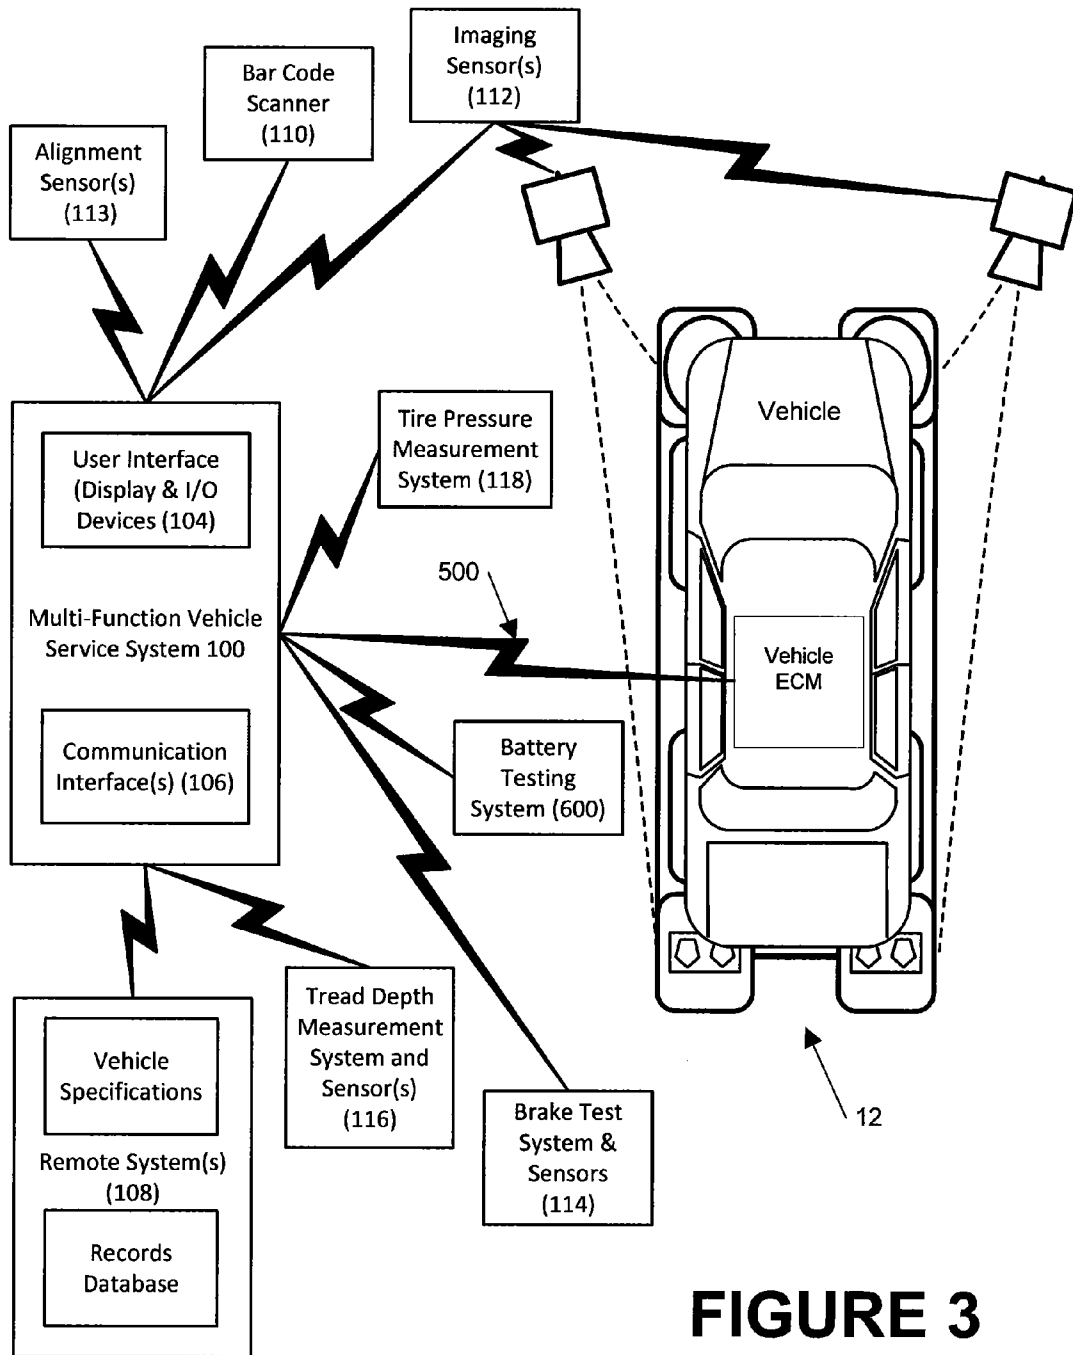 Imaging
Sensor(s)
(112)
Bar Code
Scanner
(110)
Alignment
Sensor(s)
(113)
Tire Pressure
Measurement
System (118)
Vehicle
User Interface
(Display & I/O
Devices (104)
500
Multi-Function Vehicle
Service System 100
Vehicle
ECM
Communication
Interface(s) (106)
Battery
Testing
System (600)
Tread Depth
Measurement
System and
Sensor(s)
(116)
Vehicle
Specifications
Brake Test
System &
Sensors
(114)
12
Remote System(s)
(108)
Records
Database
FIGURE 3